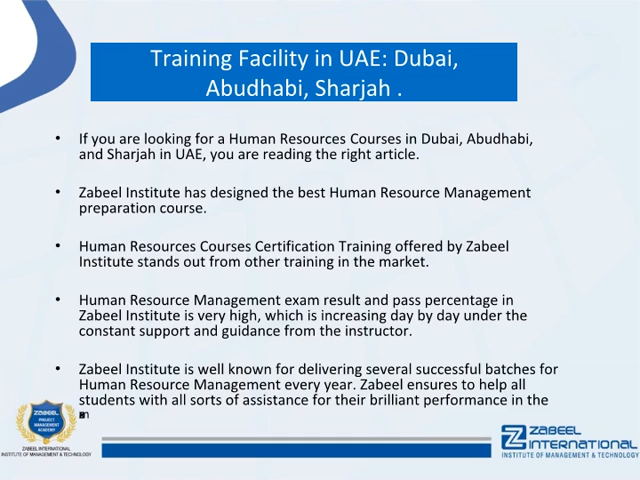 Training Facility in UAE: Dubai,
Abudhabi, Sharjah .
• If you are looking for a Human Resources Courses in Dubai, Abudhabi,
and Sharjah in UAE, you are reading the right article.
• Zabeel Institute has designed the best Human Resource Management
preparation course.
• Human Resources Courses Certification Training offered by Zabeel
Institute stands out from other training in the market.
• Human Resource Management exam result and pass percentage in
Zabeel Institute is very high, which is increasing day by day under the
constant support and guidance from the instructor.
• Zabeel Institute is well known for delivering several successful batches for
Human Resource Management every year. Zabeel ensures to help all
students with all sorts of assistance for their brilliant performance in the
ZABEEL
PROJECT
MANAGEMENT
ACADEMY
ZABEEL INTERNATIONAL
INSTITUTE OF MANAGEMENT & TECHNOLOGY
ZABEEL
INTERNATIONAL
INSTITUTE OF MANAGEMENT & TECHNOLOGY